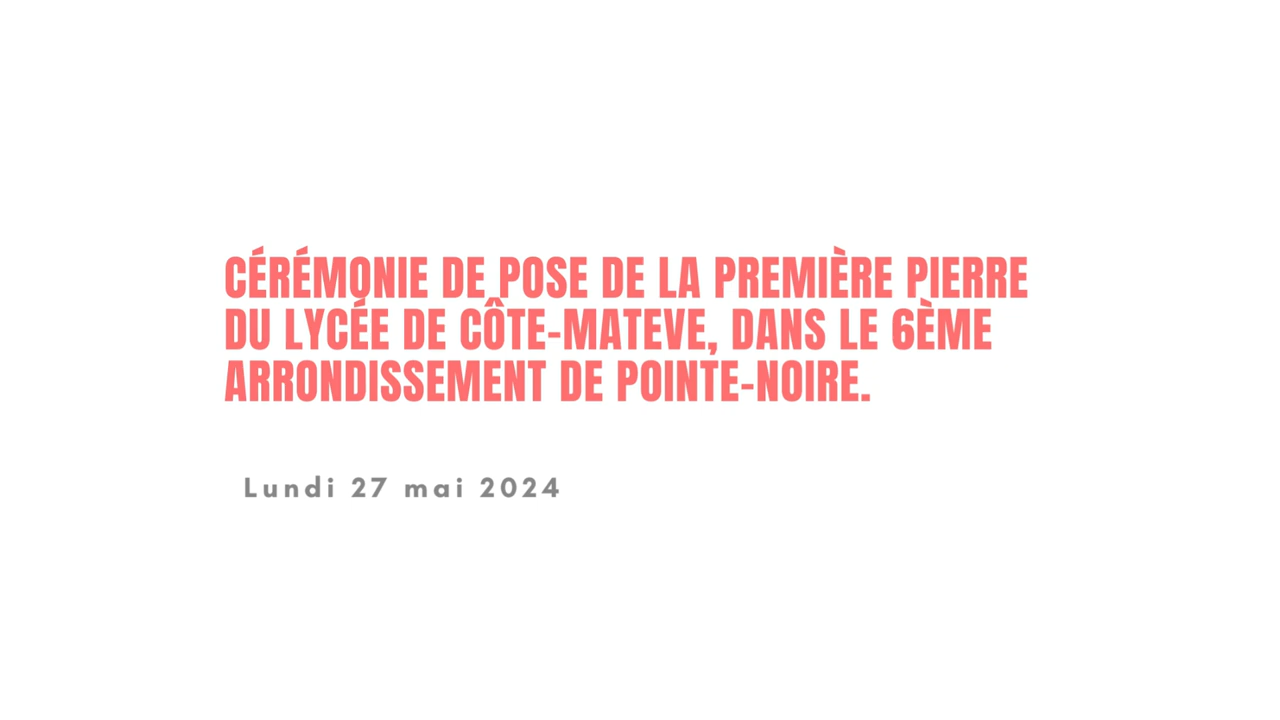 CÉRÉMONIE DE POSE DE LA PREMIÈRE PIERRE
DU LYCÉE DE CÔTE-MATEVE, DANS LE 6ÈME
ARRONDISSEMENT DE POINTE-NOIRE.
Lundi 27 mai 2024